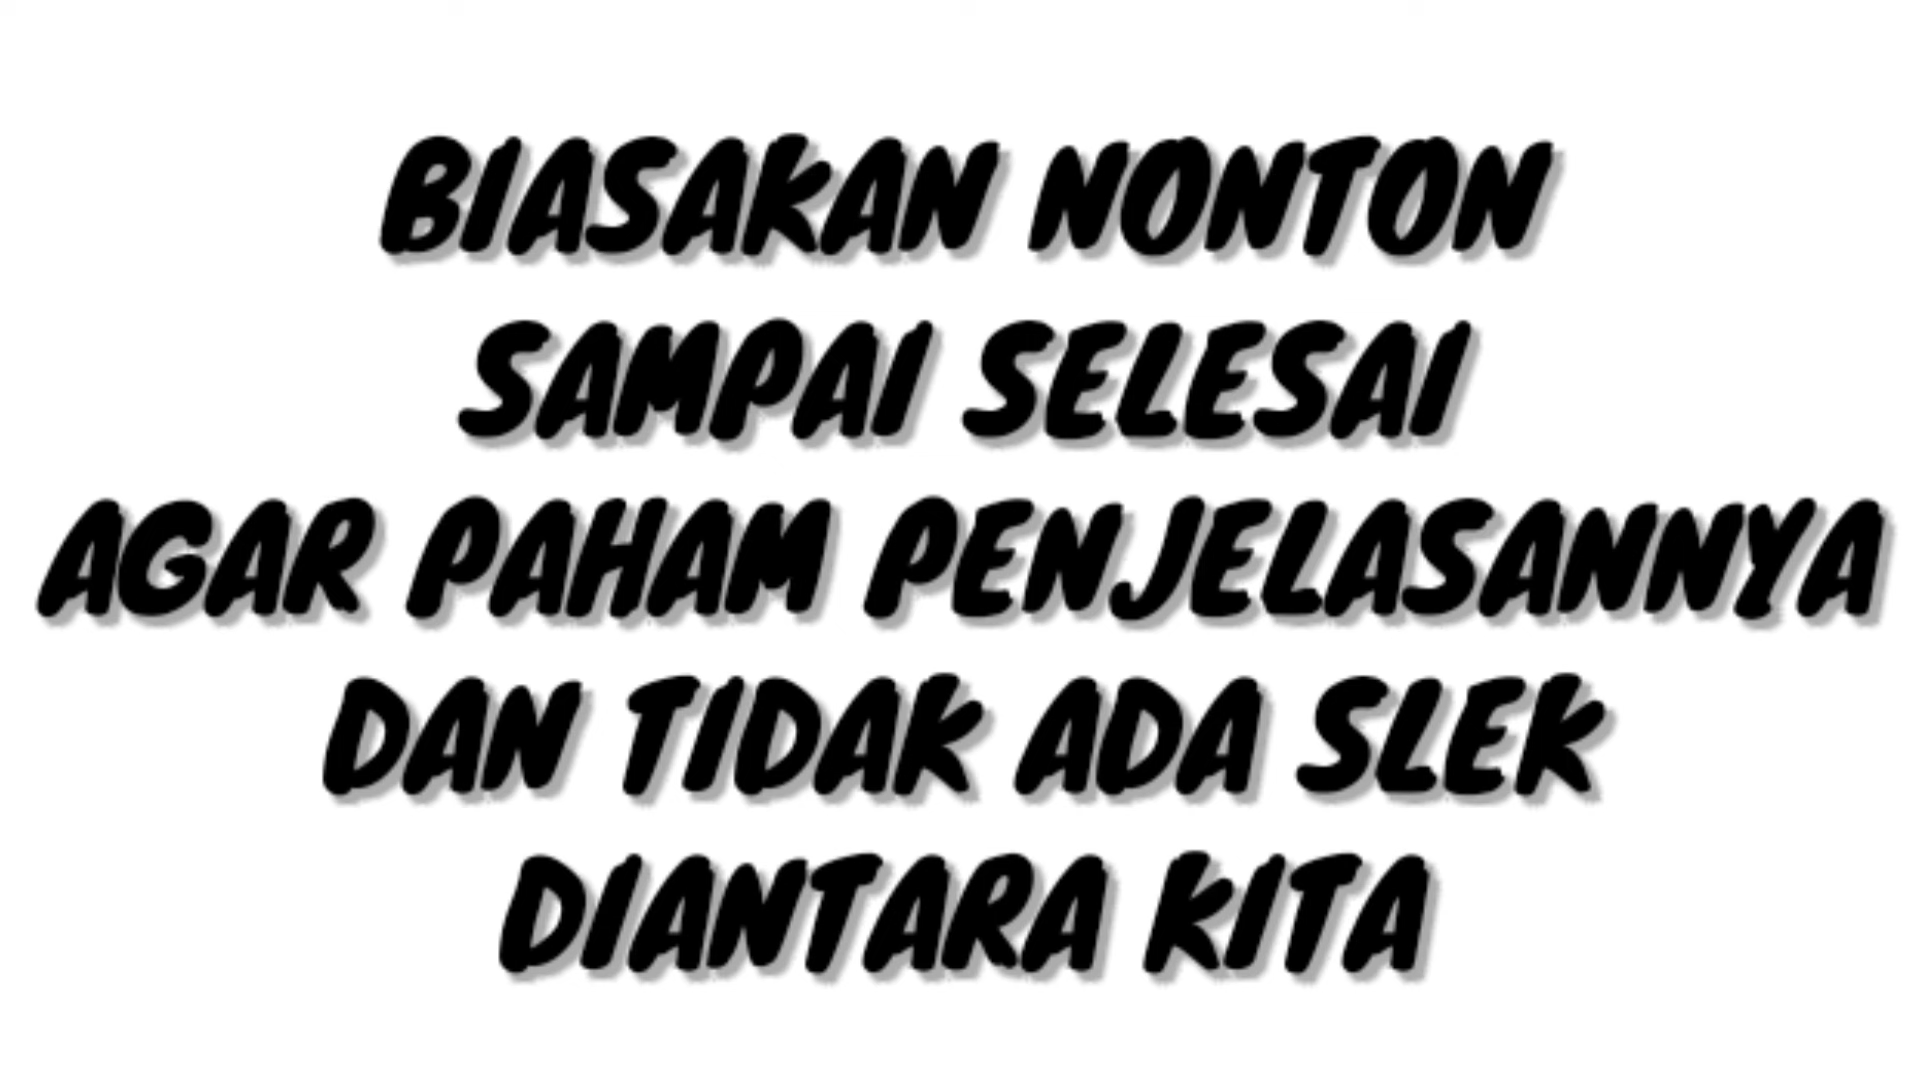 BIASAKAN NONTON
SAMPAI SELESAI
AGAR PAHAM PENJELASANNYA
DAN TIDAK ADA SLEK
DIANTARA KITA